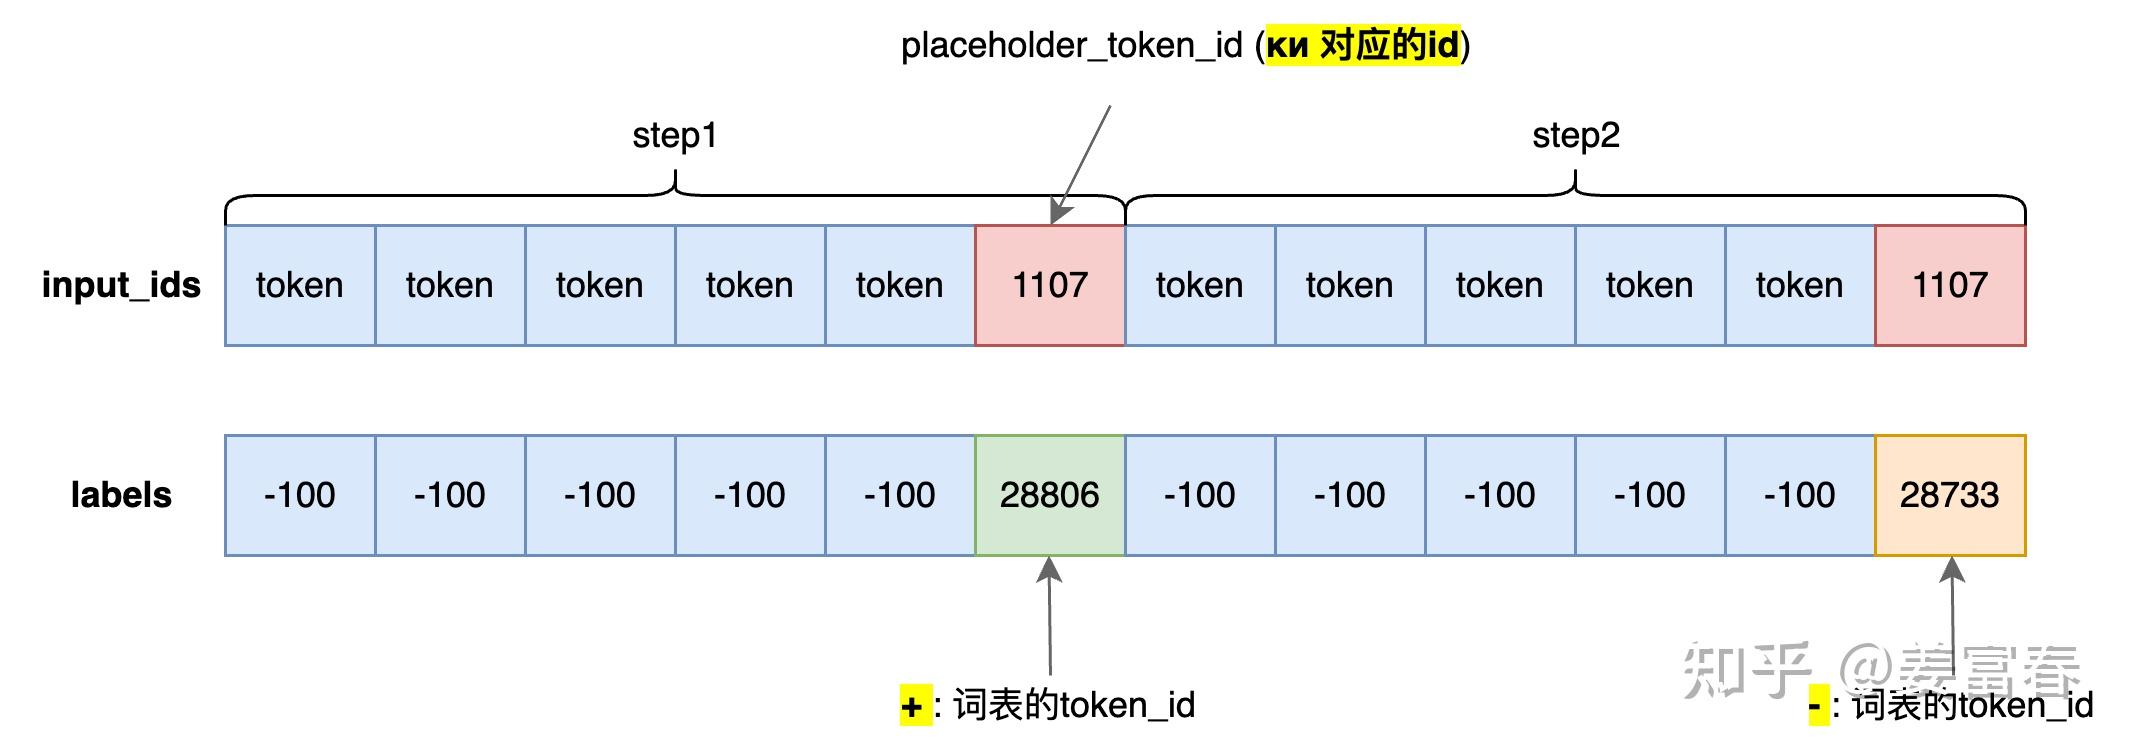 placeholder_token_id (ки 对应的id)
step1 step2
input_ids token token token token token 1107 token token token token token 1107
labels -100 -100 -100 -100 -100 28806 -100 -100 -100 -100 -100 28733
知乎 @姜富春
+ : 词表的token_id - : 词表的token_id